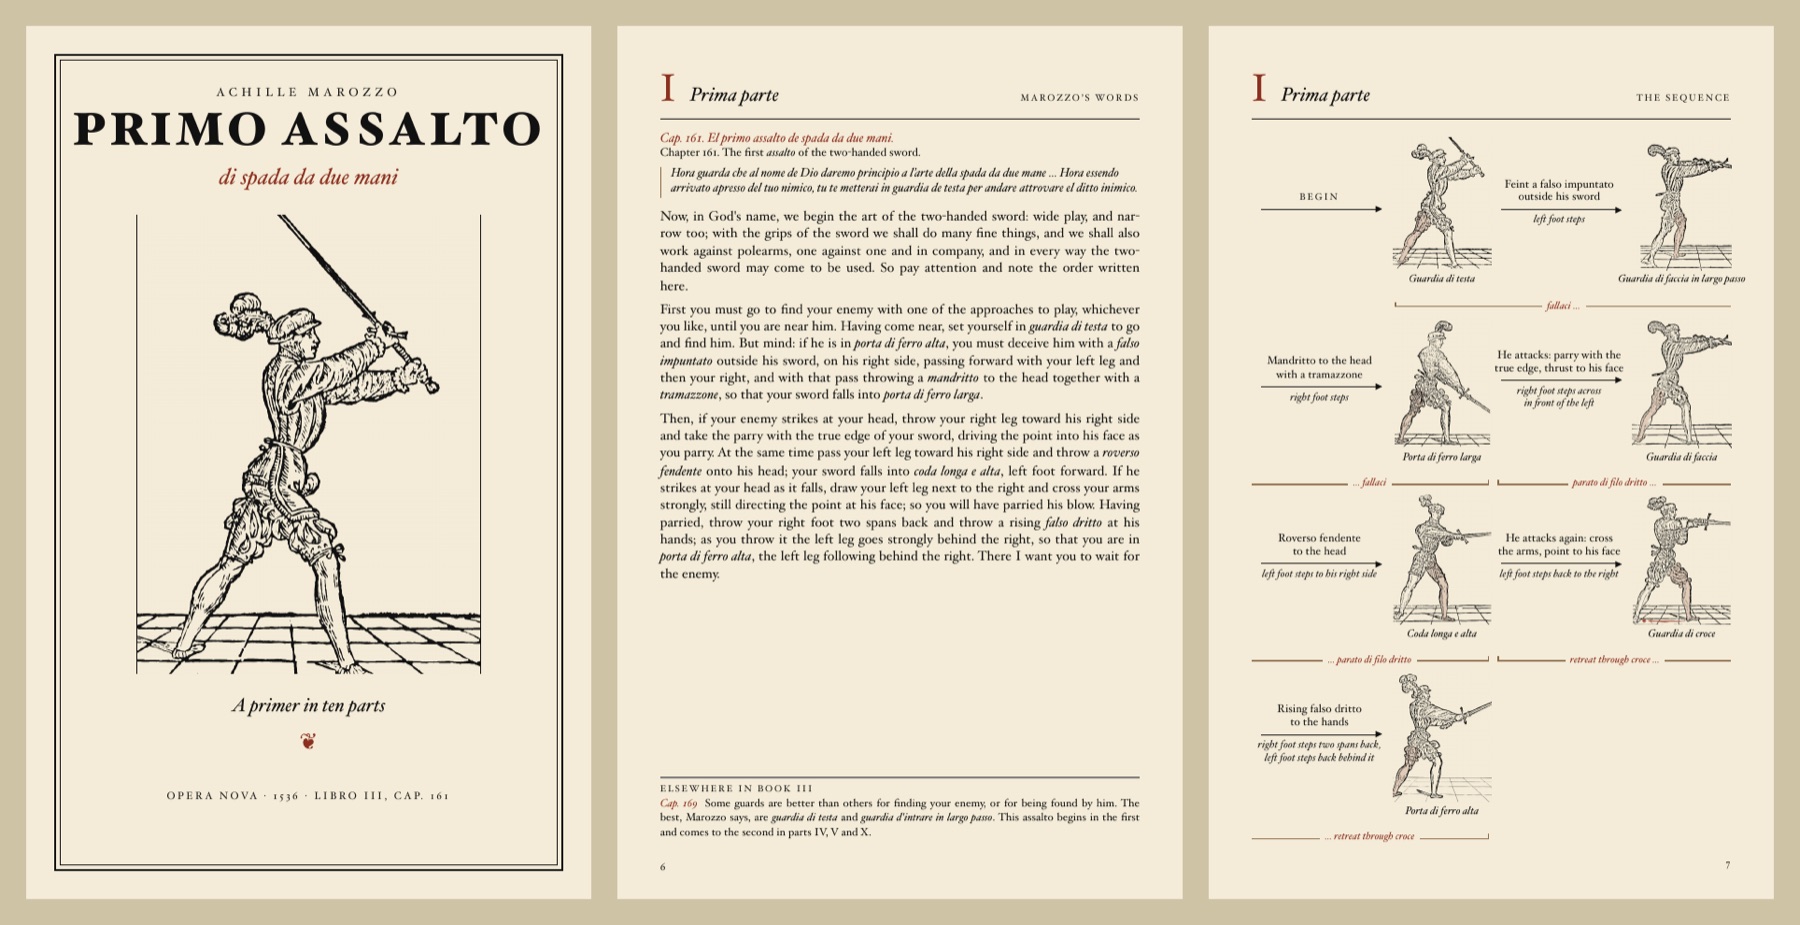 ACHILLE MAROZZO
PRIMO ASSALTO
di spada da due mani
A primer in ten parts
OPERA NOVA · 1536 · LIBRO III, CAP. 161
I Prima parte
MAROZZO'S WORDS
Cap. 161. El primo assalto de spada da due mani.
Chapter 161. The first assalto of the two-handed sword.
Hora guarda che al nome de Dio daremo principio a l'arte della spada da due mane ... Hora essendo
arrivato apresso del tuo nimico, tu te metterai in guardia de testa per andare attrovare el ditto inimico.
Now, in God's name, we begin the art of the two-handed sword: wide play, and nar-
row too; with the grips of the sword we shall do many fine things, and we shall also
work against polearms, one against one and in company, and in every way the two-
handed sword may come to be used. So pay attention and note the order written
here.
First you must go to find your enemy with one of the approaches to play, whichever
you like, until you are near him. Having come near, set yourself in guardia di testa to go
and find him. But mind: if he is in porta di ferro alta, you must deceive him with a falso
impuntato outside his sword, on his right side, passing forward with your left leg and
then your right, and with that pass throwing a mandritto to the head together with a
tramazzone, so that your sword falls into porta di ferro larga.
Then, if your enemy strikes at your head, throw your right leg toward his right side
and take the parry with the true edge of your sword, driving the point into his face as
you parry. At the same time pass your left leg toward his right side and throw a roverso
fendente onto his head; your sword falls into coda longa e alta, left foot forward. If he
strikes at your head as it falls, draw your left leg next to the right and cross your arms
strongly, still directing the point at his face; so you will have parried his blow. Having
parried, throw your right foot two spans back and throw a rising falso dritto at his
hands; as you throw it the left leg goes strongly behind the right, so that you are in
porta di ferro alta, the left leg following behind the right. There I want you to wait for
the enemy.
ELSEWHERE IN BOOK III
Cap. 169 Some guards are better than others for finding your enemy, or for being found by him. The
best, Marozzo says, are guardia di testa and guardia d'intrare in largo passo. This assalto begins in the first
and comes to the second in parts IV, V and X.
6
I Prima parte
THE SEQUENCE
BEGIN
Guardia di testa
Feint a falso impuntato
outside his sword
left foot steps
Guardia di faccia in largo passo
fallaci ...
Mandritto to the head
with a tramazzone
right foot steps
Porta di ferro larga
He attacks: parry with the
true edge, thrust to his face
right foot steps across
in front of the left
Guardia di faccia
... fallaci
parato di filo dritto ...
Roverso fendente
to the head
left foot steps to his right side
Coda longa e alta
He attacks again: cross
the arms, point to his face
left foot steps back to the right
Guardia di croce
... parato di filo dritto
retreat through croce ...
Rising falso dritto
to the hands
right foot steps two spans back,
left foot steps back behind it
Porta di ferro alta
... retreat through croce
7